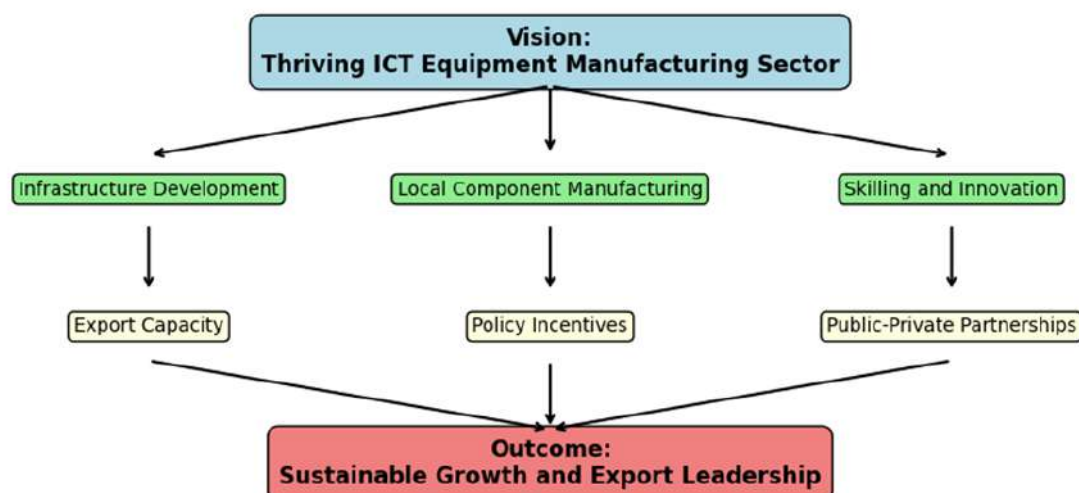 Vision:
Thriving ICT Equipment Manufacturing Sector
Infrastructure Development
Local Component Manufacturing
Skilling and Innovation
Export Capacity
Policy Incentives
Public-Private Partnerships
Outcome:
Sustainable Growth and Export Leadership